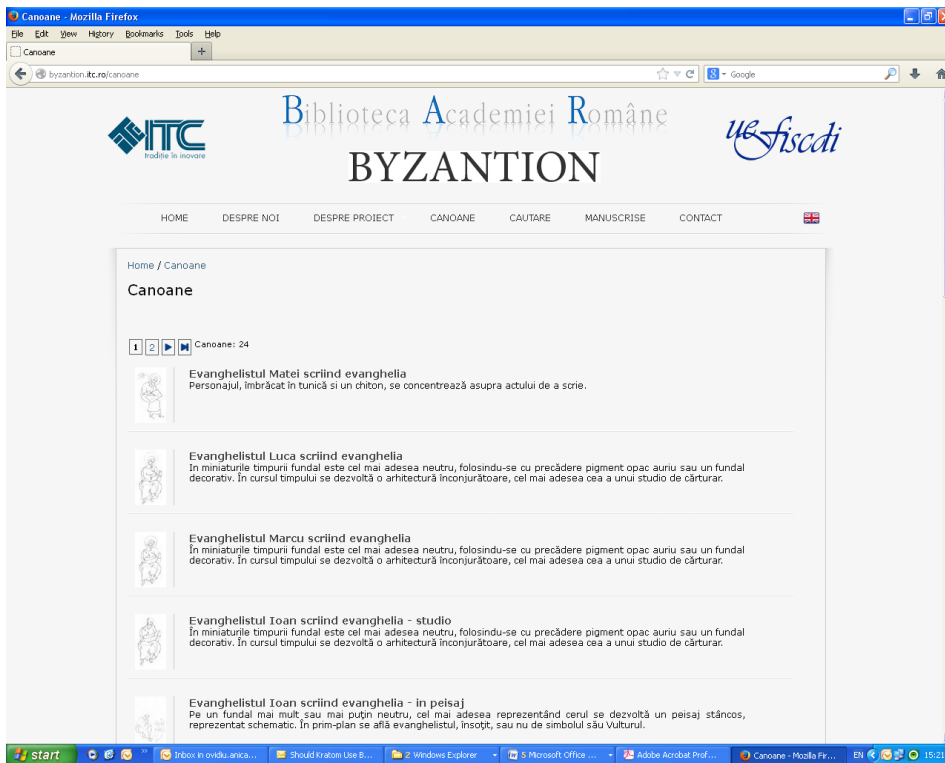 Canoane - Mozilla Firefox
File Edit View History Bookmarks Tools Help
Canoane
byzantion.itc.ro/canoane
Google
Biblioteca Academiei Române
ITC
tradiție în inovare
BYZANTION
uefiscdi
HOME DESPRE NOI DESPRE PROIECT CANOANE CAUTARE MANUSCRISE CONTACT
Home / Canoane
Canoane
1 2 Canoane: 24
Evanghelistul Matei scriind evanghelia
Personajul, îmbrăcat în tunică si un chiton, se concentrează asupra actului de a scrie.
Evanghelistul Luca scriind evanghelia
In miniaturile timpurii fundal este cel mai adesea neutru, folosindu-se cu precădere pigment opac auriu sau un fundal
decorativ. În cursul timpului se dezvoltă o arhitectură înconjurătoare, cel mai adesea cea a unui studio de cărturar.
Evanghelistul Marcu scriind evanghelia
În miniaturile timpurii fundal este cel mai adesea neutru, folosindu-se cu precădere pigment opac auriu sau un fundal
decorativ. În cursul timpului se dezvoltă o arhitectură înconjurătoare, cel mai adesea cea a unui studio de cărturar.
Evanghelistul Ioan scriind evanghelia - studio
În miniaturile timpurii fundal este cel mai adesea neutru, folosindu-se cu precădere pigment opac auriu sau un fundal
decorativ. În cursul timpului se dezvoltă o arhitectură înconjurătoare, cel mai adesea cea a unui studio de cărturar.
Evanghelistul Ioan scriind evanghelia - in peisaj
Pe un fundal mai mult sau mai puțin neutru, cel mai adesea reprezentând cerul se dezvoltă un peisaj stâncos,
reprezentat schematic. În prim-plan se află evanghelistul, însoțit, sau nu de simbolul său Vulturul.
start Inbox in ovidiu.anica... Should Kratom Use B... 2 Windows Explorer 5 Microsoft Office ... Adobe Acrobat Prof... Canoane - Mozilla Fir... EN 15:21